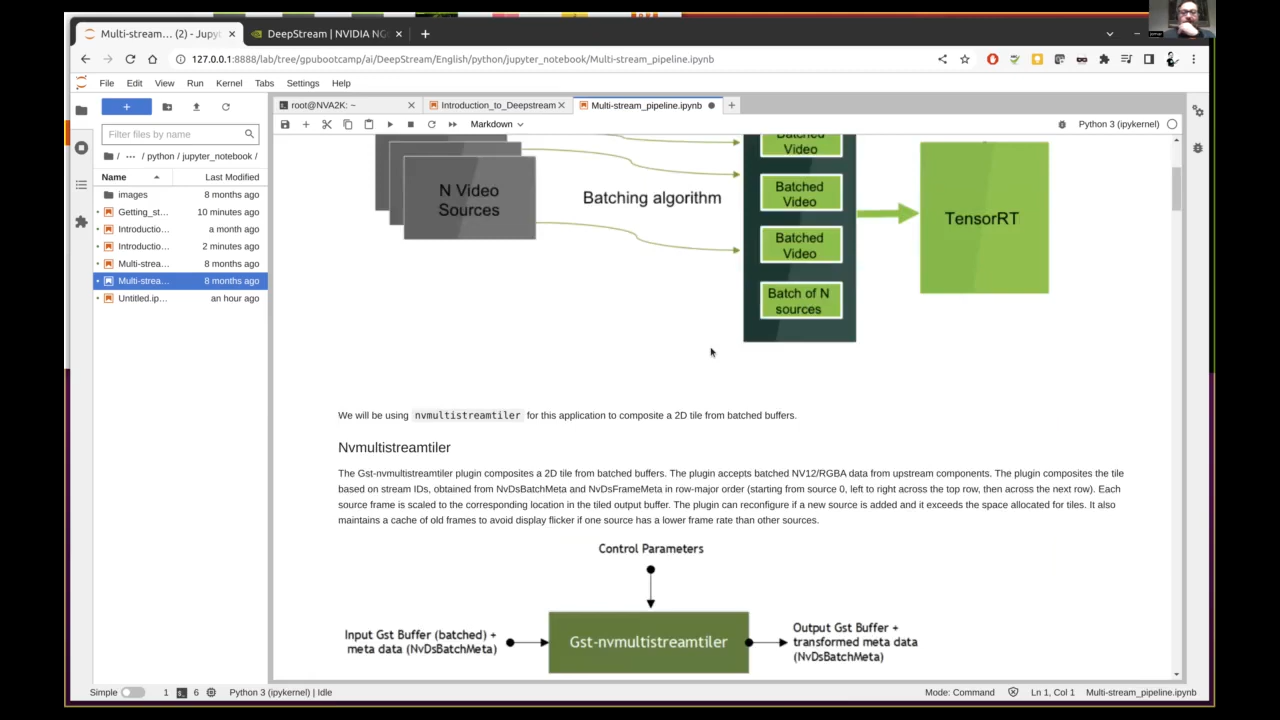 Multi-stream… (2) - Jupyt
DeepStream | NVIDIA NG
127.0.0.1:8888/lab/tree/gpubootcamp/ai/DeepStream/English/python/jupyter_notebook/Multi-stream_pipeline.ipynb
File Edit View Run Kernel Tabs Settings Help
root@NVA2K: ~
Introduction_to_Deepstream
Multi-stream_pipeline.ipynb
Markdown
Python 3 (ipykernel)
Filter files by name
/ ··· / python / jupyter_notebook /
Name Last Modified
images 8 months ago
Getting_st… 10 minutes ago
Introductio… a month ago
Introductio… 2 minutes ago
Multi-strea… 8 months ago
Multi-strea… 8 months ago
Untitled.ip… an hour ago
N Video
Sources
Batching algorithm
Batched
Video
Batched
Video
Batched
Video
Batch of N
sources
TensorRT
We will be using nvmultistreamtiler for this application to composite a 2D tile from batched buffers.
Nvmultistreamtiler
The Gst-nvmultistreamtiler plugin composites a 2D tile from batched buffers. The plugin accepts batched NV12/RGBA data from upstream components. The plugin composites the tile
based on stream IDs, obtained from NvDsBatchMeta and NvDsFrameMeta in row-major order (starting from source 0, left to right across the top row, then across the next row). Each
source frame is scaled to the corresponding location in the tiled output buffer. The plugin can reconfigure if a new source is added and it exceeds the space allocated for tiles. It also
maintains a cache of old frames to avoid display flicker if one source has a lower frame rate than other sources.
Control Parameters
Input Gst Buffer (batched) +
meta data (NvDsBatchMeta)
Gst-nvmultistreamtiler
Output Gst Buffer +
transformed meta data
(NvDsBatchMeta)
Simple 1 6 Python 3 (ipykernel) | Idle
Mode: Command Ln 1, Col 1 Multi-stream_pipeline.ipynb